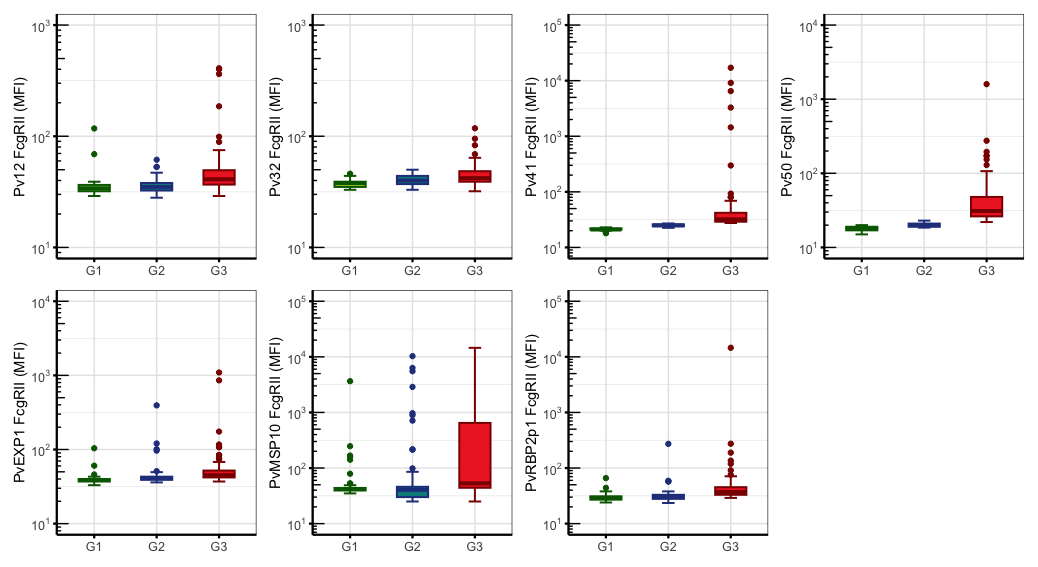 Pv12 FcgRII (MFI)
10³
10²
10¹
G1 G2 G3
Pv32 FcgRII (MFI)
10³
10²
10¹
G1 G2 G3
Pv41 FcgRII (MFI)
10⁵
10⁴
10³
10²
10¹
G1 G2 G3
Pv50 FcgRII (MFI)
10⁴
10³
10²
10¹
G1 G2 G3
PvEXP1 FcgRII (MFI)
10⁴
10³
10²
10¹
G1 G2 G3
PvMSP10 FcgRII (MFI)
10⁵
10⁴
10³
10²
10¹
G1 G2 G3
PvRBP2p1 FcgRII (MFI)
10⁵
10⁴
10³
10²
10¹
G1 G2 G3